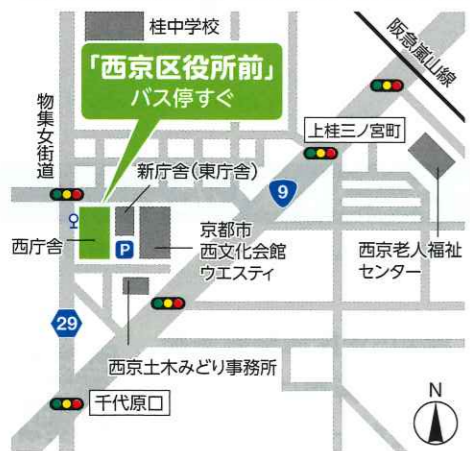 桂中学校
阪急嵐山線
「西京区役所前」
バス停すぐ
物集女街道
上桂三ノ宮町
新庁舎(東庁舎)
9
西庁舎
P
京都市
西文化会館
ウエスティ
西京老人福祉
センター
29
西京土木みどり事務所
千代原口
N